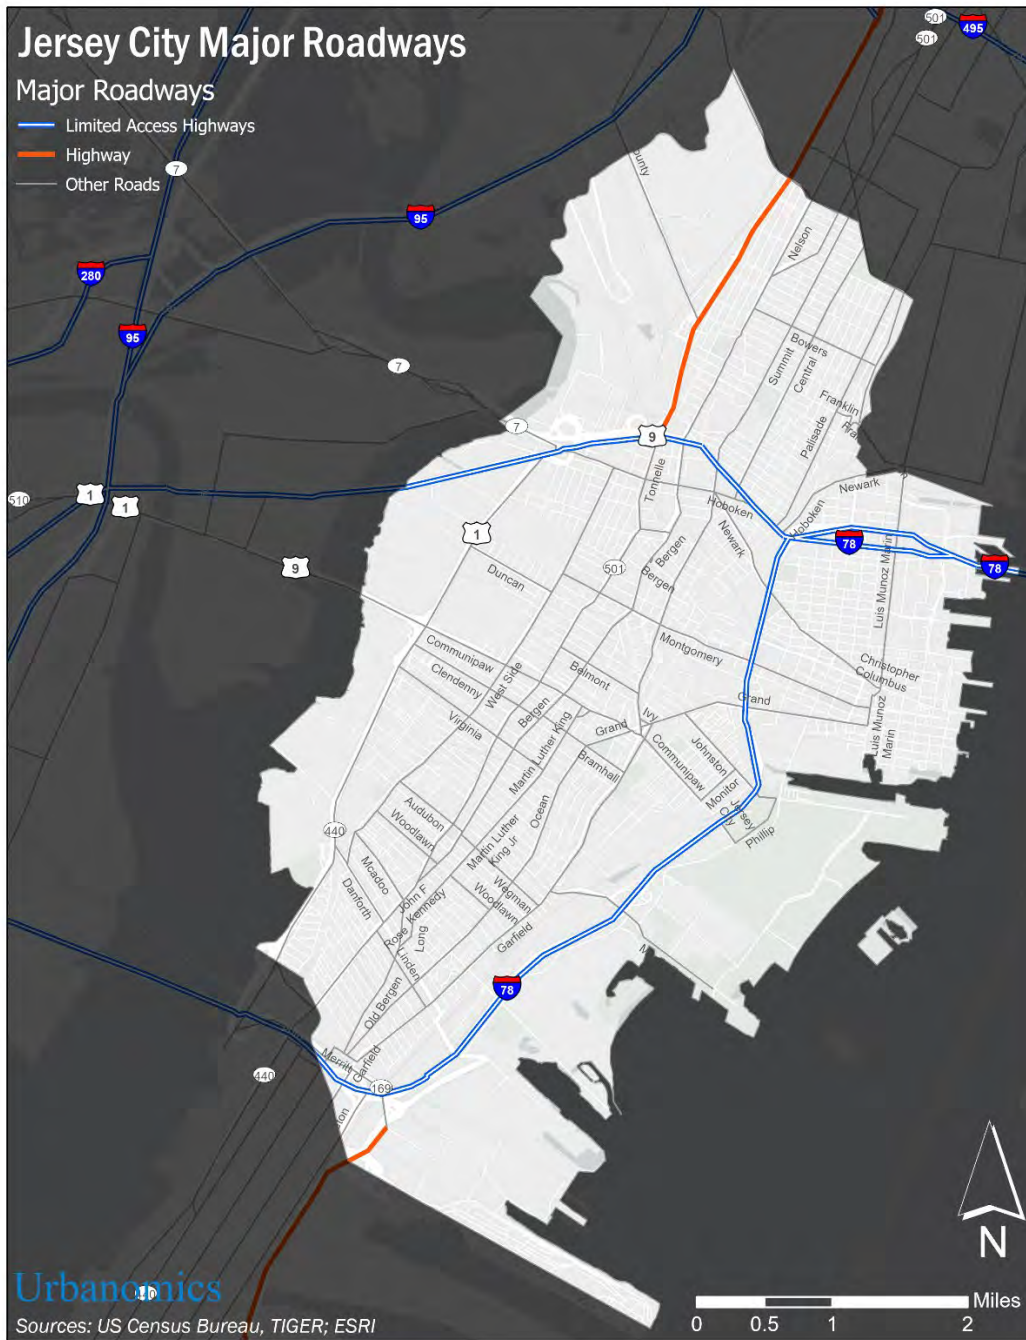 Jersey City Major Roadways
Major Roadways
Limited Access Highways
Highway
Other Roads
501
501
495
7
95
280
95
7
7
ounty
Nelson
Bowers
Summit
Central
Franklin
Palisade
9
Tonnelle
Hoboken
Newark
Hoboken
Newark
78
78
510
1
1
1
9
501
Bergen
Bergen
Duncan
Luis Munoz Marin
Montgomery
Communipaw
Clendenny
West Side
Belmont
Christopher
Columbus
Grand
Virginia
Bergen
Martin Luther King
Grand
Ivy
Bramhall
Johnston
Communipaw
Monitor
Jersey
City
Phillip
Luis Munoz
Marin
440
Audubon
Woodlawn
Ocean
Martin Luther
King Jr
Mcadoo
Danforth
John F
Kennedy
Wegman
Woodlawn
Rose
Long
Linden
Garfield
M
78
Old Bergen
Merritt
Garfield
440
169
ton
440
N
Urbanomics
Sources: US Census Bureau, TIGER; ESRI
Miles
0 0.5 1 2